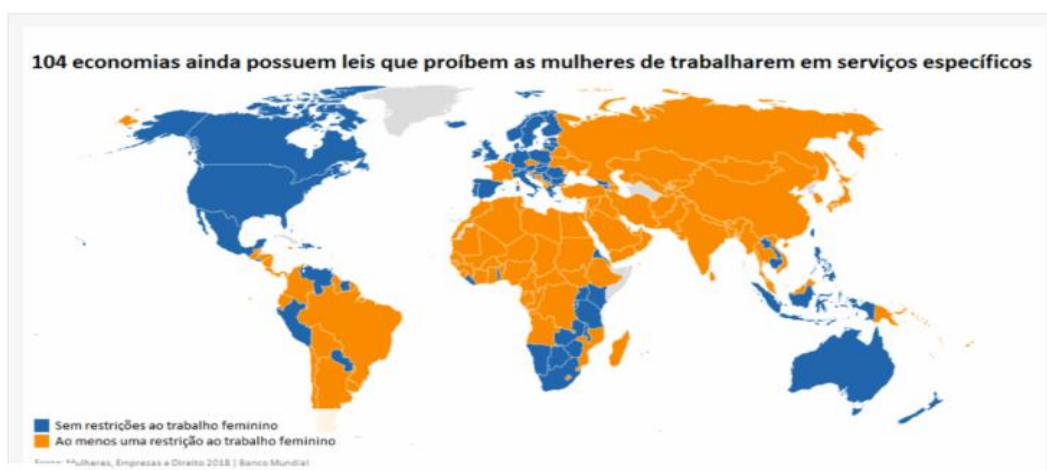 104 economias ainda possuem leis que proíbem as mulheres de trabalharem em serviços específicos
Sem restrições ao trabalho feminino
Ao menos uma restrição ao trabalho feminino
Fonte: Mulheres, Empresas e Direito 2018 | Banco Mundial